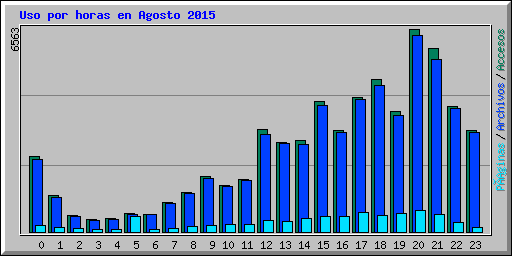 Uso por horas en Agosto 2015
6563
PÃginas / Archivos / Accesos
0 1 2 3 4 5 6 7 8 9 10 11 12 13 14 15 16 17 18 19 20 21 22 23